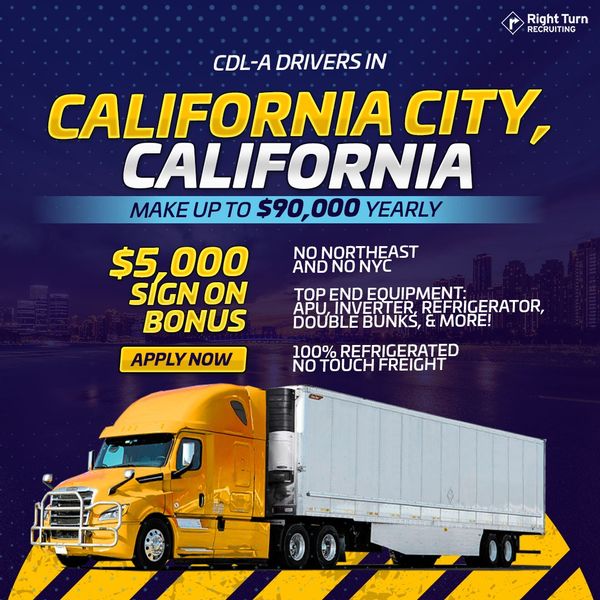 Right Turn
RECRUITING
CDL-A DRIVERS IN
CALIFORNIA CITY,
CALIFORNIA
MAKE UP TO $90,000 YEARLY
$5,000
SIGN ON
BONUS
APPLY NOW
NO NORTHEAST
AND NO NYC
TOP END EQUIPMENT:
APU, INVERTER, REFRIGERATOR,
DOUBLE BUNKS, & MORE!
100% REFRIGERATED
NO TOUCH FREIGHT